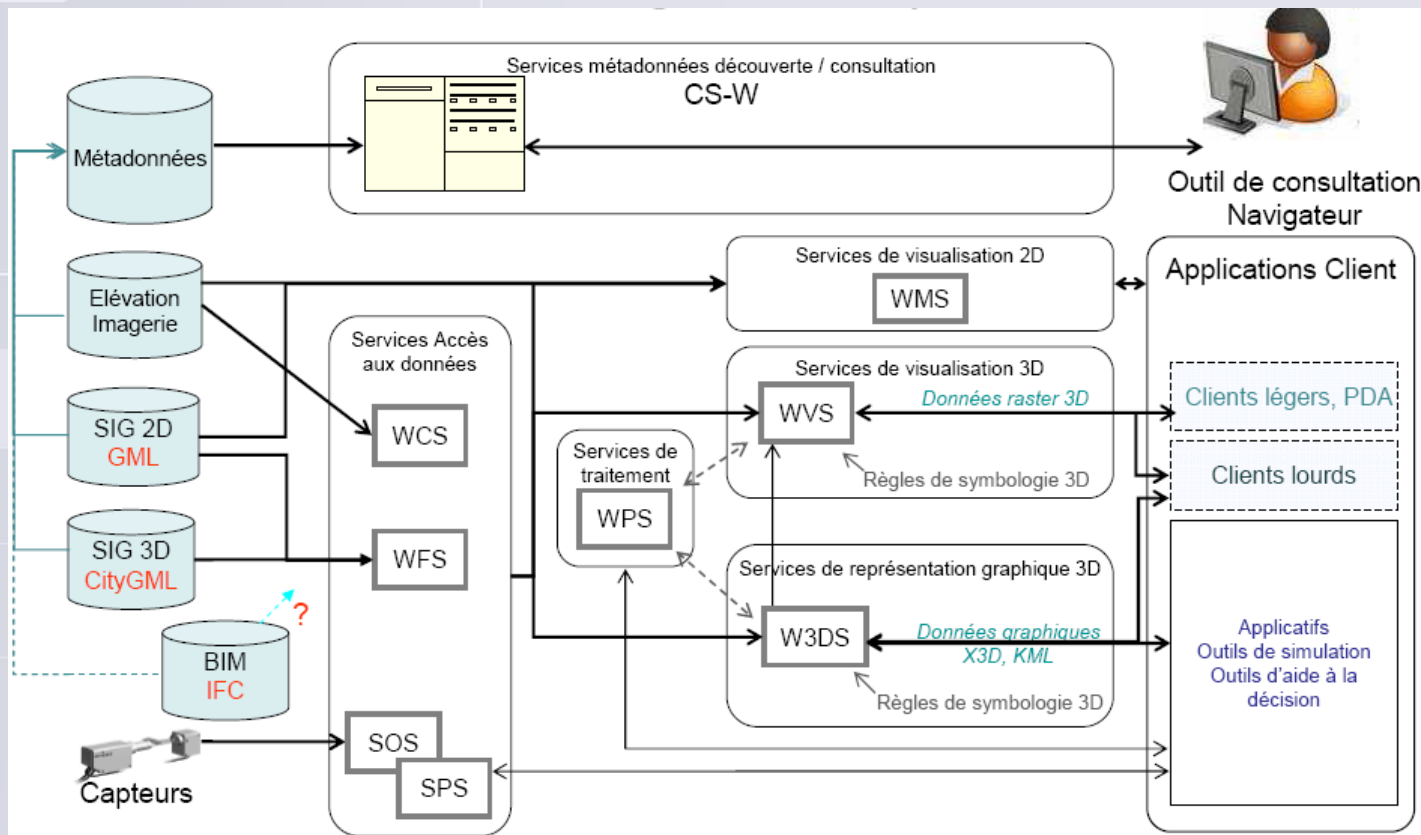 Services métadonnées découverte / consultation
CS-W
Métadonnées
Outil de consultation
Navigateur
Elévation
Imagerie
SIG 2D
GML
SIG 3D
CityGML
?
BIM
IFC
Capteurs
Services Accès
aux données
WCS
WFS
SOS
SPS
Services de visualisation 2D
WMS
Services de visualisation 3D
WVS
Données raster 3D
Règles de symbologie 3D
Services de
traitement
WPS
Services de représentation graphique 3D
W3DS
Données graphiques
X3D, KML
Règles de symbologie 3D
Applications Client
Clients légers, PDA
Clients lourds
Applicatifs
Outils de simulation
Outils d'aide à la
décision